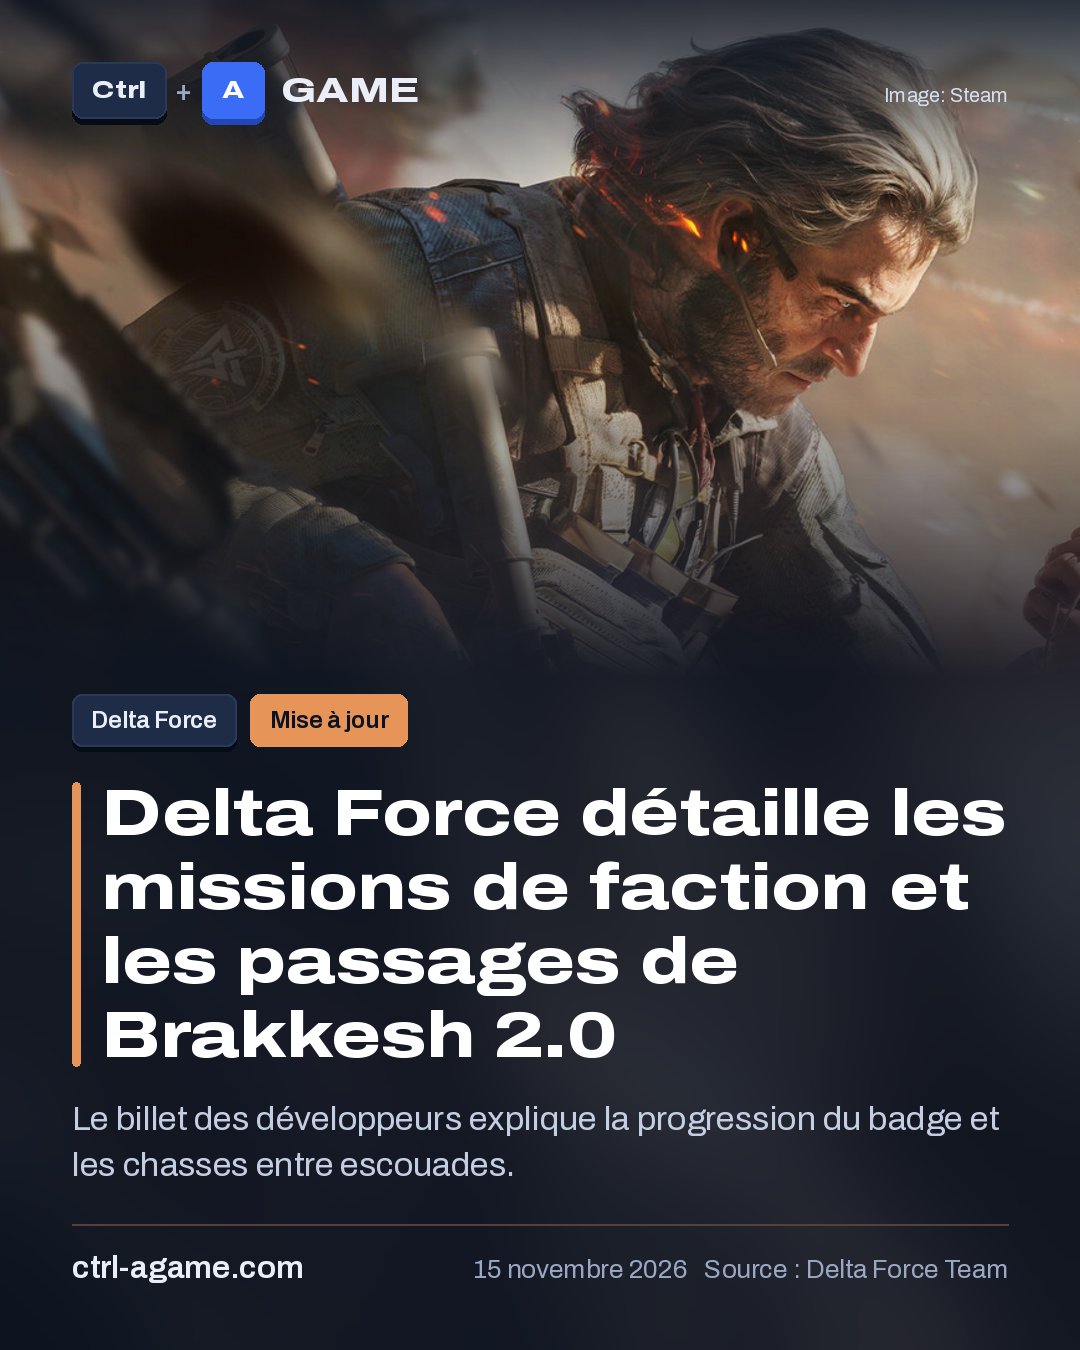 Ctrl + A GAME
Image: Steam
Delta Force
Mise à jour
Delta Force détaille les
missions de faction et
les passages de
Brakkesh 2.0
Le billet des développeurs explique la progression du badge et
les chasses entre escouades.
ctrl-agame.com
15 novembre 2026 Source : Delta Force Team